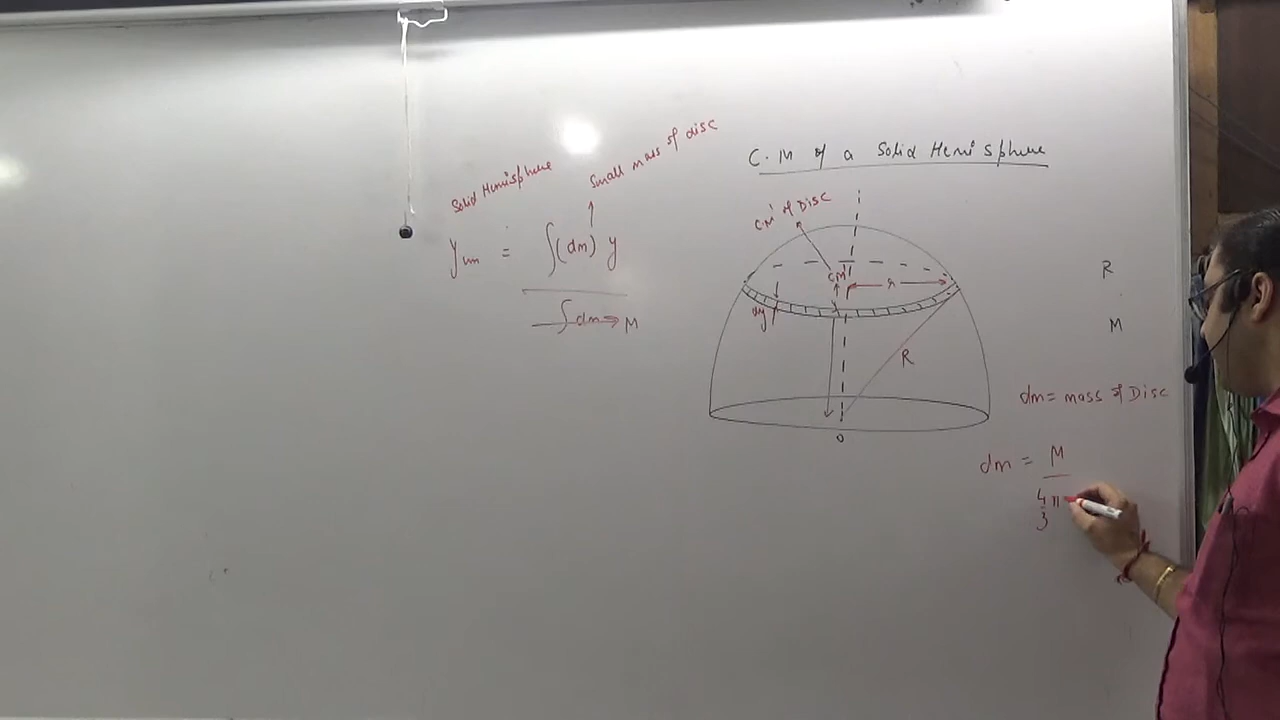 C.M of a Solid Hemisphere
Small mass of disc
Solid Hemisphere
C.M' of Disc
y_cm = ∫(dm) y
∫dm → M
C.M'
r
dy
R
O
R
M
dm = mass of Disc
dm = M
4/3 π